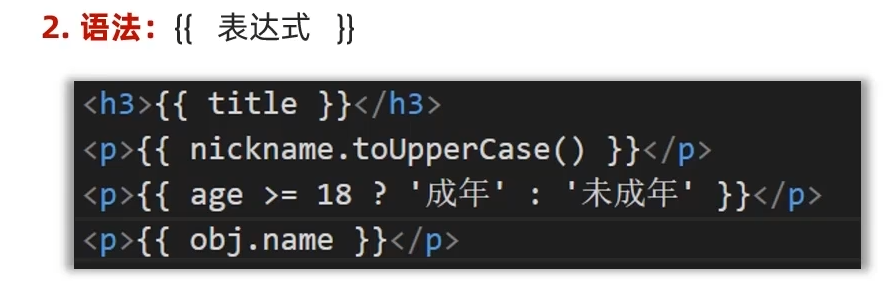 2. 语法：{{ 表达式 }}
<h3>{{ title }}</h3>
<p>{{ nickname.toUpperCase() }}</p>
<p>{{ age >= 18 ? '成年' : '未成年' }}</p>
<p>{{ obj.name }}</p>